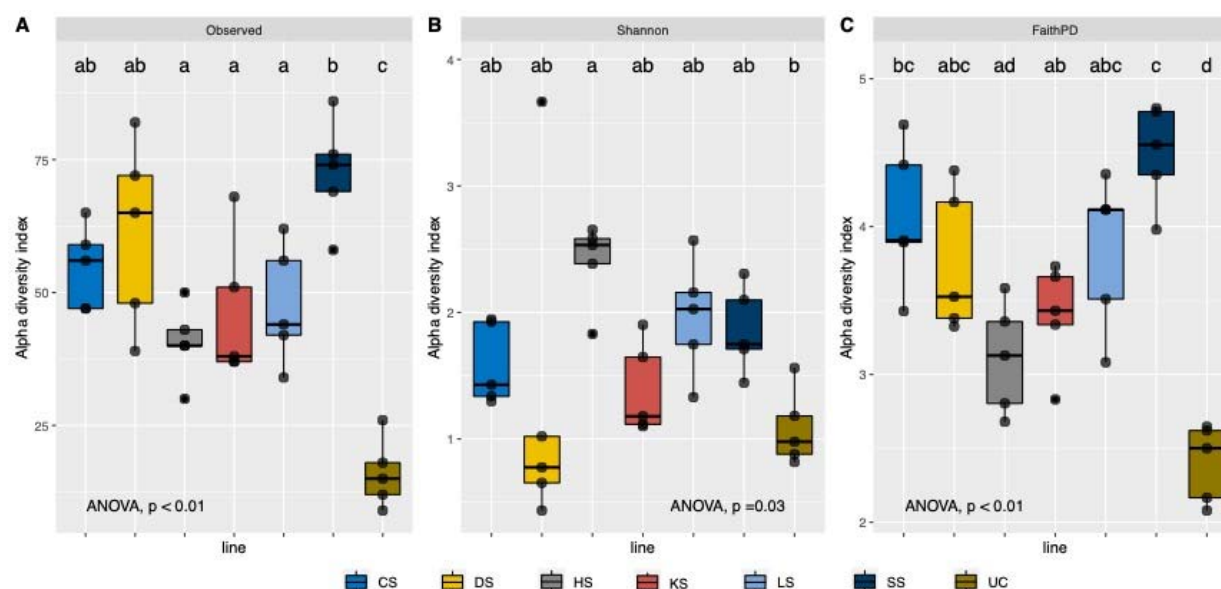 A
Observed
ab ab a a a b c
75
50
25
Alpha diversity index
ANOVA, p < 0.01
line
B
Shannon
4
ab ab a ab ab ab b
3
2
1
Alpha diversity index
ANOVA, p =0.03
line
C
FaithPD
5
bc abc ad ab abc c d
4
3
2
Alpha diversity index
ANOVA, p < 0.01
line
CS DS HS KS LS SS UC